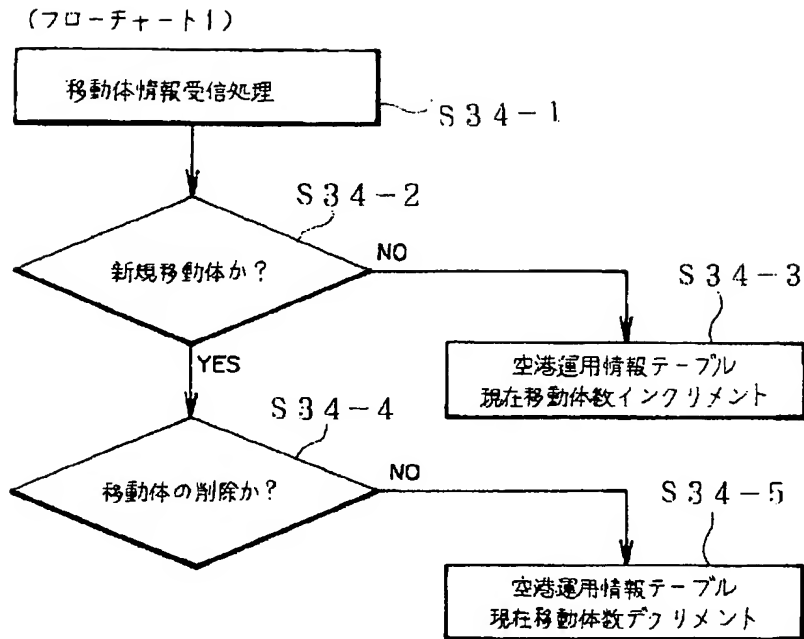 (フローチャート1)
移動体情報受信処理
S34-1
S34-2
新規移動体か?
NO
S34-3
YES
空港運用情報テーブル
現在移動体数インクリメント
S34-4
移動体の削除か?
NO
S34-5
空港運用情報テーブル
現在移動体数デクリメント